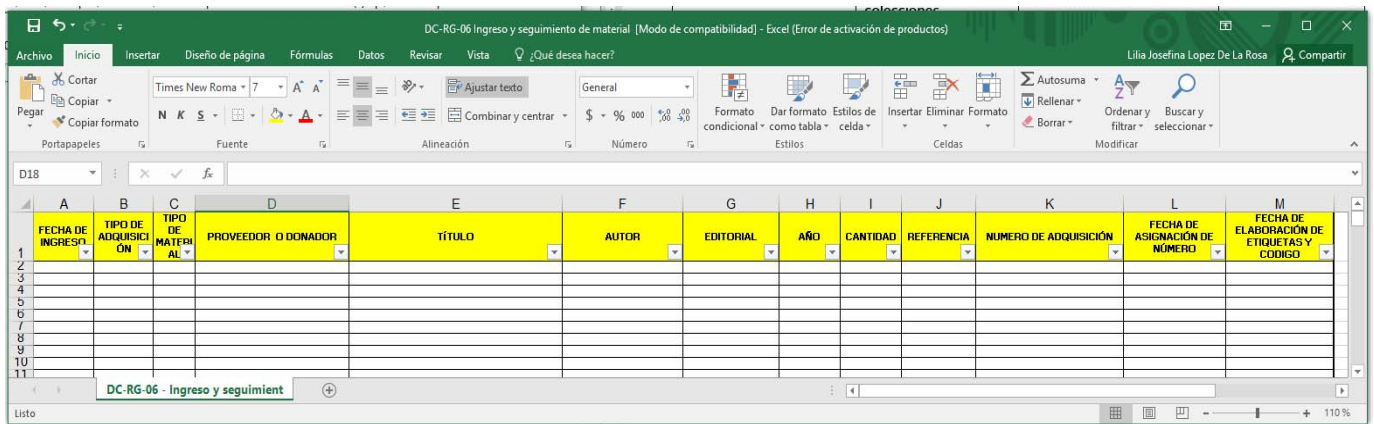 selecciones
DC-RG-06 Ingreso y seguimiento de material [Modo de compatibilidad] - Excel (Error de activación de productos)
Archivo Inicio Insertar Diseño de página Fórmulas Datos Revisar Vista ¿Qué desea hacer? Lilia Josefina Lopez De La Rosa Compartir
Cortar
Copiar
Copiar formato
Pegar
Portapapeles
Times New Roma 7
N K S
Fuente
Ajustar texto
Combinar y centrar
Alineación
General
$ % 000
Número
Formato condicional
Dar formato como tabla
Estilos de celda
Estilos
Insertar Eliminar Formato
Celdas
Autosuma
Rellenar
Borrar
Ordenar y filtrar
Buscar y seleccionar
Modificar
D18 fx
A B C D E F G H I J K L M
1
FECHA DE INGRESO
TIPO DE ADQUISICI ÓN
TIPO DE MATERI AL
PROVEEDOR O DONADOR
TÍTULO
AUTOR
EDITORIAL
AÑO
CANTIDAD
REFERENCIA
NUMERO DE ADQUISICIÓN
FECHA DE ASIGNACIÓN DE NÚMERO
FECHA DE ELABORACIÓN DE ETIQUETAS Y CODIGO
2
3
4
5
6
7
8
9
10
11
DC-RG-06 - Ingreso y seguimient
Listo 110 %